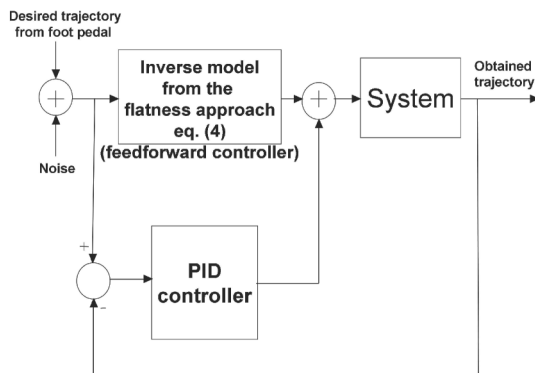 Desired trajectory
from foot pedal
Noise
+
Inverse model
from the
flatness approach
eq. (4)
(feedforward controller)
+
System
Obtained
trajectory
+
-
PID
controller